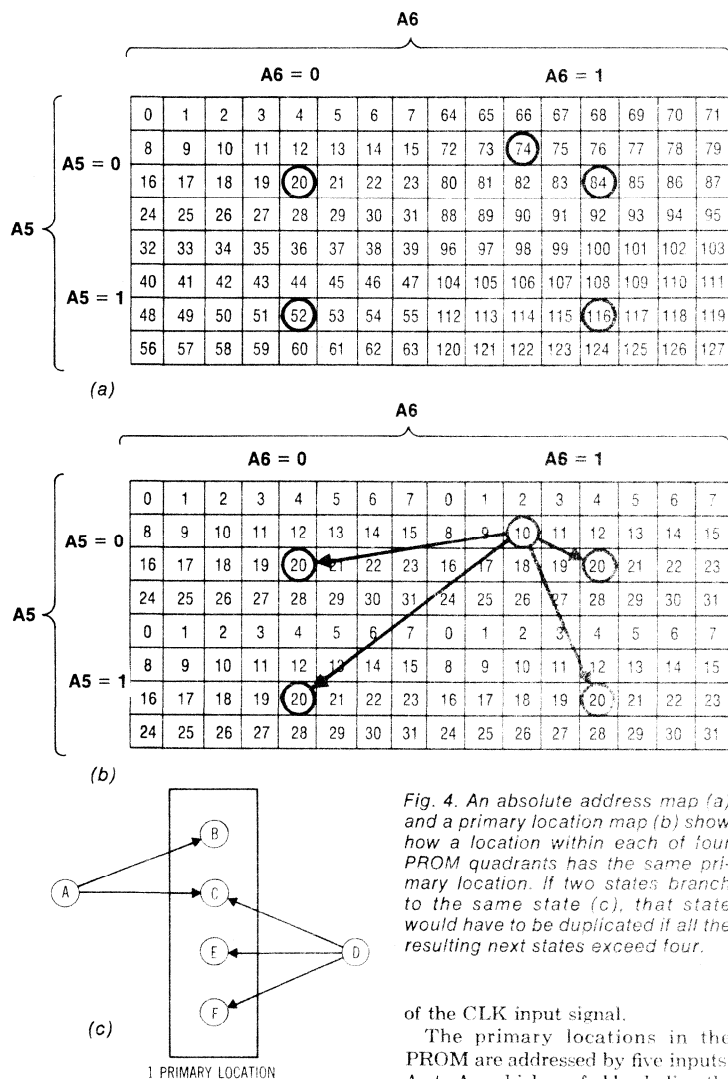 A6
A6 = 0 A6 = 1
0 1 2 3 4 5 6 7 64 65 66 67 68 69 70 71
A5 = 0
8 9 10 11 12 13 14 15 72 73 74 75 76 77 78 79
16 17 18 19 20 21 22 23 80 81 82 83 84 85 86 87
24 25 26 27 28 29 30 31 88 89 90 91 92 93 94 95
A5
32 33 34 35 36 37 38 39 96 97 98 99 100 101 102 103
40 41 42 43 44 45 46 47 104 105 106 107 108 109 110 111
A5 = 1
48 49 50 51 52 53 54 55 112 113 114 115 116 117 118 119
56 57 58 59 60 61 62 63 120 121 122 123 124 125 126 127
(a)
A6
A6 = 0 A6 = 1
0 1 2 3 4 5 6 7 0 1 2 3 4 5 6 7
A5 = 0
8 9 10 11 12 13 14 15 8 9 10 11 12 13 14 15
16 17 18 19 20 21 22 23 16 17 18 19 20 21 22 23
24 25 26 27 28 29 30 31 24 25 26 27 28 29 30 31
A5
0 1 2 3 4 5 6 7 0 1 2 3 4 5 6 7
8 9 10 11 12 13 14 15 8 9 10 11 12 13 14 15
A5 = 1
16 17 18 19 20 21 22 23 16 17 18 19 20 21 22 23
24 25 26 27 28 29 30 31 24 25 26 27 28 29 30 31
(b)
A
B
C
E
D
F
(c)
1 PRIMARY LOCATION
Fig. 4. An absolute address map (a)
and a primary location map (b) show
how a location within each of four
PROM quadrants has the same pri-
mary location. If two states branch
to the same state (c), that state
would have to be duplicated if all the
resulting next states exceed four.
of the CLK input signal.
The primary locations in the
PROM are addressed by five inputs,